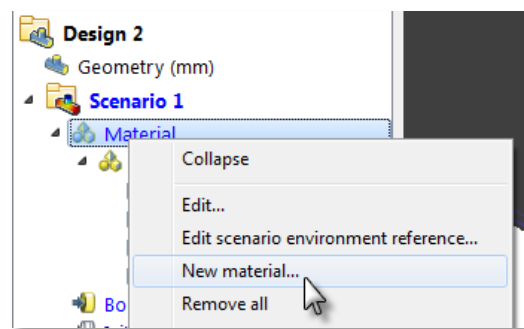 Design 2
Geometry (mm)
Scenario 1
Material
Collapse
Edit...
Edit scenario environment reference...
New material...
Bo
Remove all